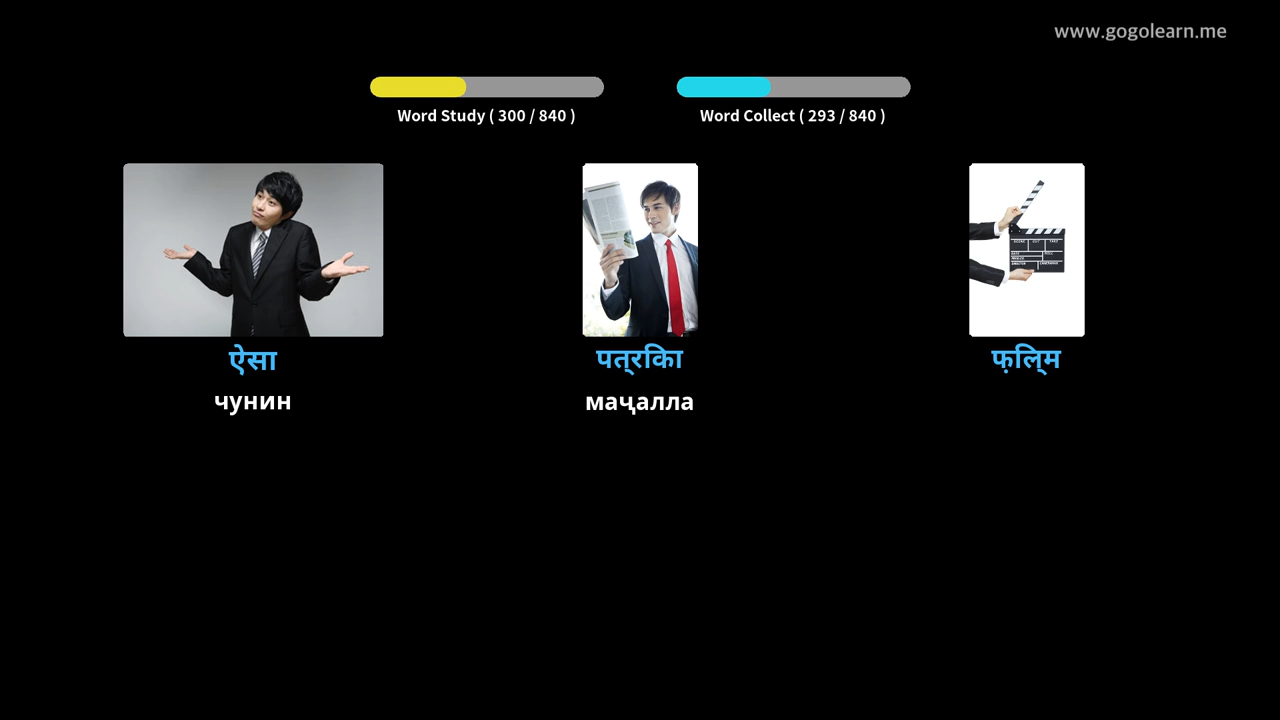 www.gogolearn.me
Word Study ( 300 / 840 )
Word Collect ( 293 / 840 )
ऐसा
पत्रिका
फ़िल्म
чунин
маҷалла